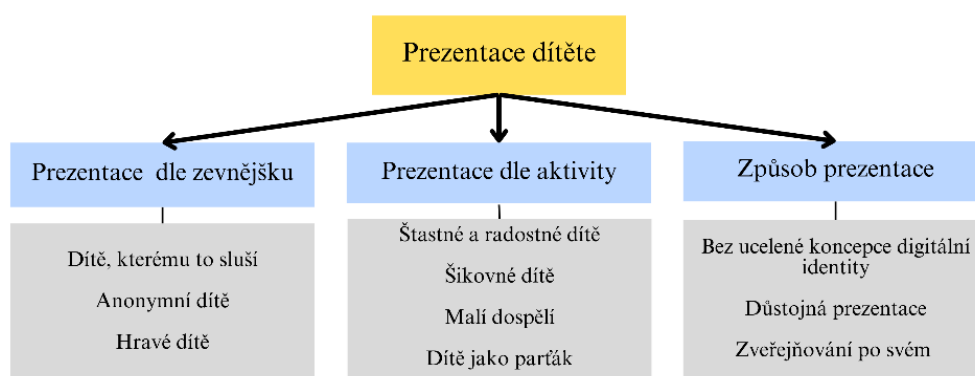 Prezentace dítěte
Prezentace dle zevnějšku
Dítě, kterému to sluší
Anonymní dítě
Hravé dítě
Prezentace dle aktivity
Štastné a radostné dítě
Šikovné dítě
Malí dospělí
Dítě jako parťák
Způsob prezentace
Bez ucelené koncepce digitální
identity
Důstojná prezentace
Zveřejňování po svém